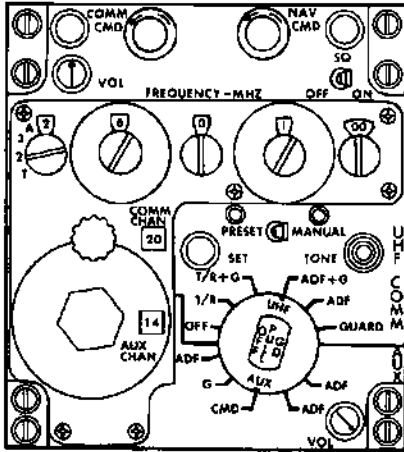 COMM CMD
NAV CMD
SQ
VOL
OFF ON
FREQUENCY-MHZ
A 3 2 T
2 6 0 1 00
COMM CHAN
20
PRESET MANUAL
SET TONE
UHF COMM
T/R+G ADF+G
T/R UHF ADF
14
OFF GUARD
AUX CHAN
ADF
AUX
G ADF
CMD ADF
AUX
VOL